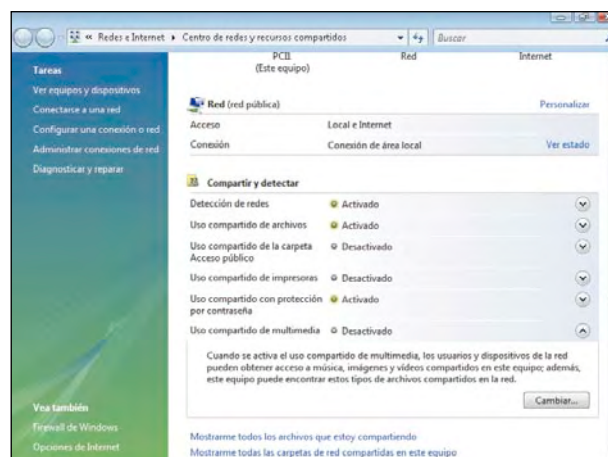 « Redes e Internet ▸ Centro de redes y recursos compartidos
Buscar
Tareas
Ver equipos y dispositivos
Conectarse a una red
Configurar una conexión o red
Administrar conexiones de red
Diagnosticar y reparar
Vea también
Firewall de Windows
Opciones de Internet
PC11 Red Internet
(Este equipo)
Red (red pública) Personalizar
Acceso Local e Internet
Conexión Conexión de área local Ver estado
Compartir y detectar
Detección de redes Activado
Uso compartido de archivos Activado
Uso compartido de la carpeta Desactivado
Acceso público
Uso compartido de impresoras Desactivado
Uso compartido con protección Activado
por contraseña
Uso compartido de multimedia Desactivado
Cuando se activa el uso compartido de multimedia, los usuarios y dispositivos de la red
pueden obtener acceso a música, imágenes y vídeos compartidos en este equipo; además,
este equipo puede encontrar estos tipos de archivos compartidos en la red.
Cambiar...
Mostrarme todos los archivos que estoy compartiendo
Mostrarme todas las carpetas de red compartidas en este equipo